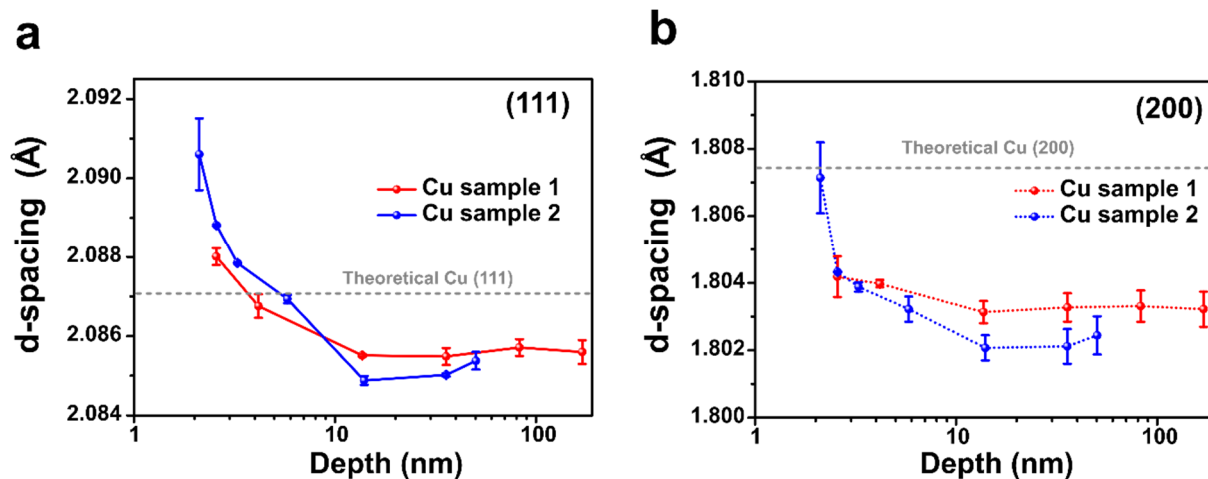 a
(111)
Cu sample 1
Cu sample 2
Theoretical Cu (111)
2.092
2.090
2.088
2.086
2.084
d-spacing (Å)
1
10
100
Depth (nm)
b
(200)
Theoretical Cu (200)
Cu sample 1
Cu sample 2
1.810
1.808
1.806
1.804
1.802
1.800
d-spacing (Å)
1
10
100
Depth (nm)